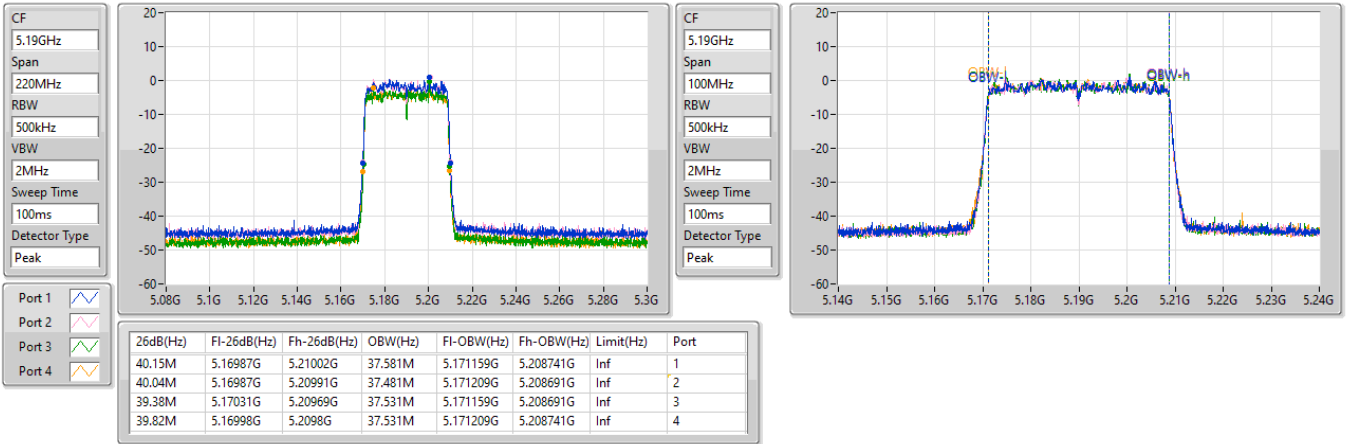 CF
5.19GHz
Span
220MHz
RBW
500kHz
VBW
2MHz
Sweep Time
100ms
Detector Type
Peak
20-
10-
0-
-10-
-20-
-30-
-40-
-50-
-60-
5.08G 5.1G 5.12G 5.14G 5.16G 5.18G 5.2G 5.22G 5.24G 5.26G 5.28G 5.3G
CF
5.19GHz
Span
100MHz
RBW
500kHz
VBW
2MHz
Sweep Time
100ms
Detector Type
Peak
20-
10-
0-
-10-
-20-
-30-
-40-
-50-
-60-
OBW-l OBW-h
5.14G 5.15G 5.16G 5.17G 5.18G 5.19G 5.2G 5.21G 5.22G 5.23G 5.24G
Port 1
Port 2
Port 3
Port 4
26dB(Hz) Fl-26dB(Hz) Fh-26dB(Hz) OBW(Hz) Fl-OBW(Hz) Fh-OBW(Hz) Limit(Hz) Port
40.15M 5.16987G 5.21002G 37.581M 5.171159G 5.208741G Inf 1
40.04M 5.16987G 5.20991G 37.481M 5.171209G 5.208691G Inf 2
39.38M 5.17031G 5.20969G 37.531M 5.171159G 5.208691G Inf 3
39.82M 5.16998G 5.2098G 37.531M 5.171209G 5.208741G Inf 4